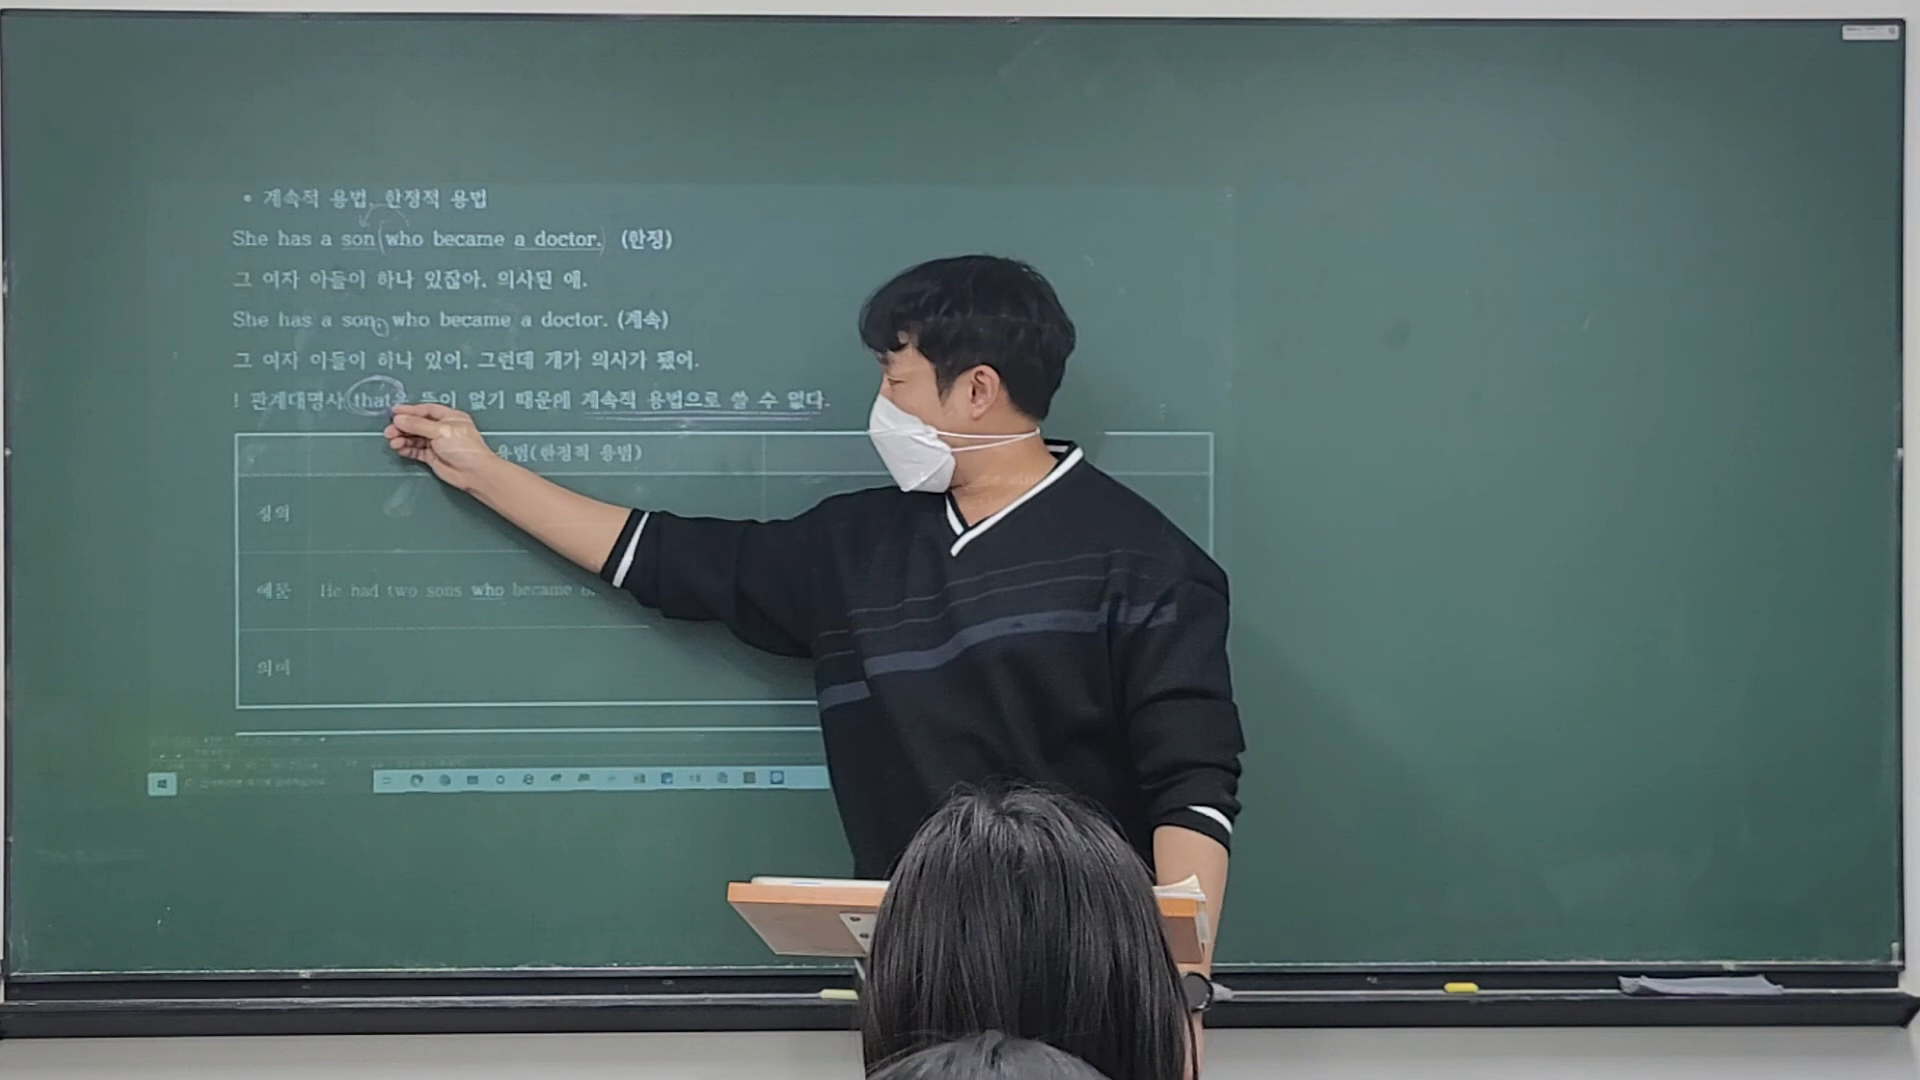 • 계속적 용법, 한정적 용법
She has a son who became a doctor. (한정)
그 여자 아들이 하나 있잖아. 의사된 애.
She has a son, who became a doctor. (계속)
그 여자 아들이 하나 있어. 그런데 걔가 의사가 됐어.
! 관계대명사 that은 뜻이 없기 때문에 계속적 용법으로 쓸 수 없다.
용법(한정적 용법)
정의
예문 He had two sons who became
의미